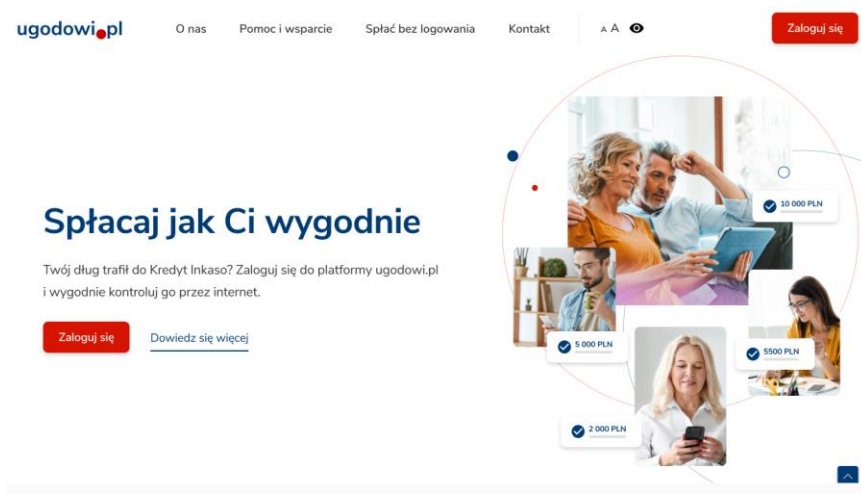 ugodowi.pl
O nas
Pomoc i wsparcie
Spłać bez logowania
Kontakt
A A
Zaloguj się
Spłacaj jak Ci wygodnie
Twój dług trafił do Kredyt Inkaso? Zaloguj się do platformy ugodowi.pl
i wygodnie kontroluj go przez internet.
Zaloguj się
Dowiedz się więcej
10 000 PLN
5 000 PLN
5500 PLN
2 000 PLN